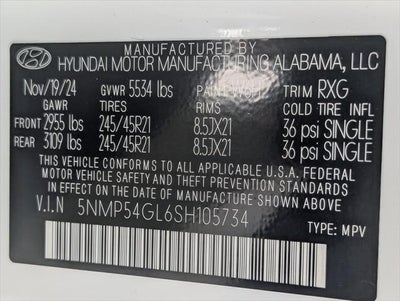 MANUFACTURED BY
HYUNDAI MOTOR MANUFACTURING ALABAMA, LLC
Nov/19/24 GVWR 5534 lbs TRIM RXG
GAWR TIRES RIMS COLD TIRE INFL
FRONT 2955 lbs 245/45R21 8.5JX21 36 psi SINGLE
REAR 3109 lbs 245/45R21 8.5JX21 36 psi SINGLE
THIS VEHICLE CONFORMS TO ALL APPLICABLE U.S.A. FEDERAL
MOTOR VEHICLE SAFETY AND THEFT PREVENTION STANDARDS
IN EFFECT ON THE DATE OF MANUFACTURE SHOWN ABOVE.
V.I.N 5NMP54GL6SH105734
TYPE: MPV